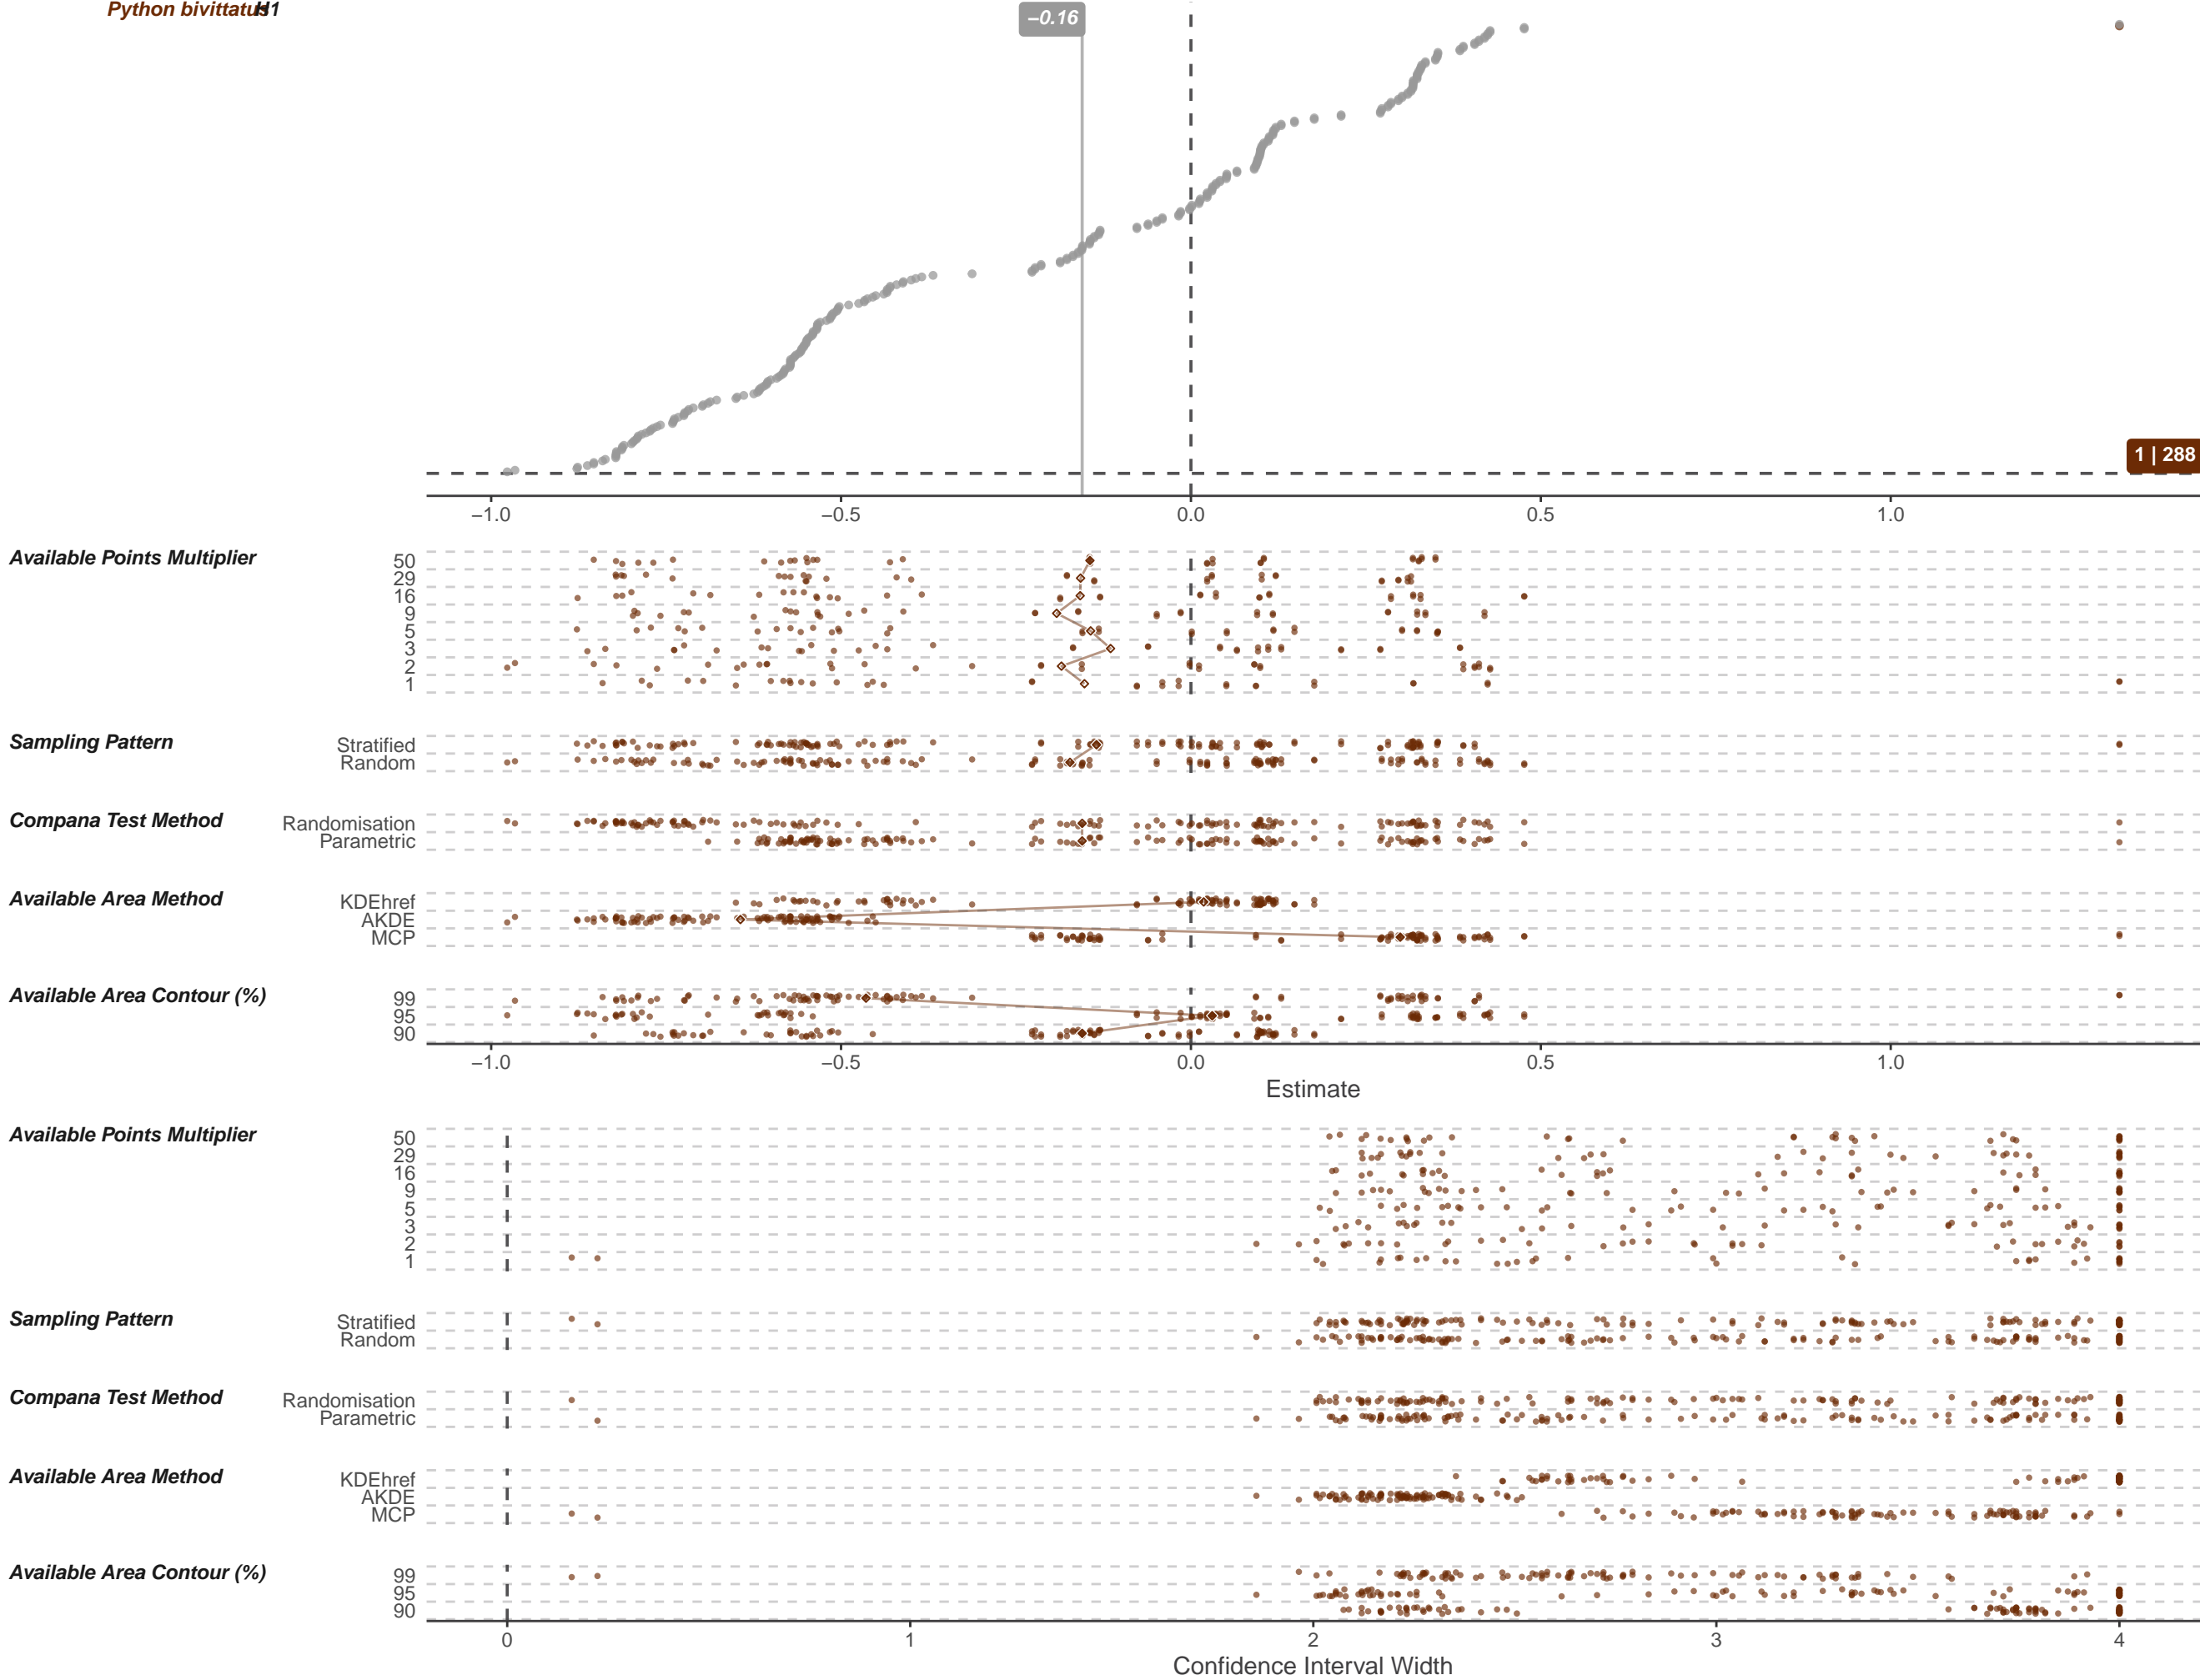 Python bivittatus H1
–0.16
1 | 288
–1.0 –0.5 0.0 0.5 1.0
Available Points Multiplier
50
29
16
9
5
3
2
1
Sampling Pattern
Stratified
Random
Compana Test Method
Randomisation
Parametric
Available Area Method
KDEhref
AKDE
MCP
Available Area Contour (%)
99
95
90
–1.0 –0.5 0.0 0.5 1.0
Estimate
Available Points Multiplier
50
29
16
9
5
3
2
1
Sampling Pattern
Stratified
Random
Compana Test Method
Randomisation
Parametric
Available Area Method
KDEhref
AKDE
MCP
Available Area Contour (%)
99
95
90
0 1 2 3 4
Confidence Interval Width